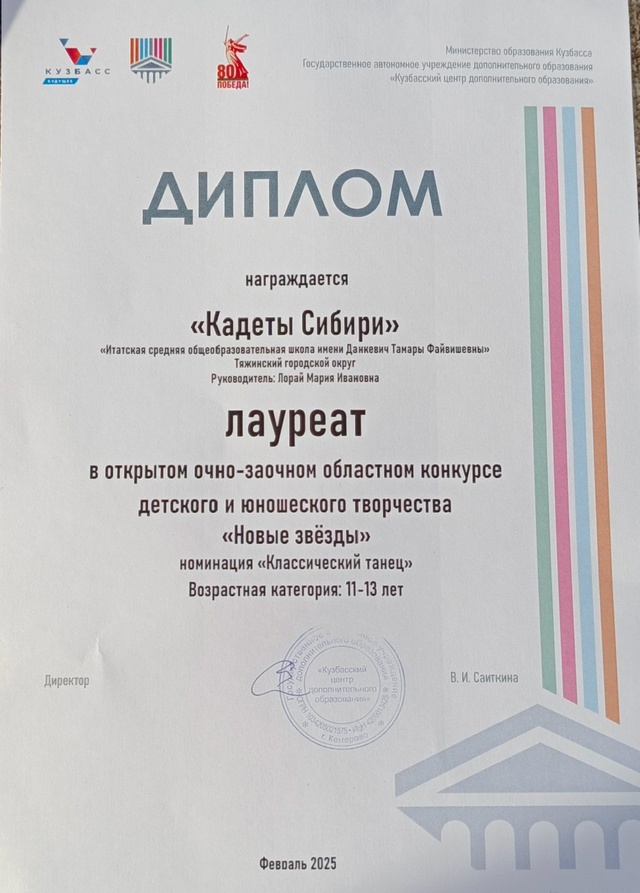 КУЗБАСС
БУДУЩЕЕ
80
ПОБЕДА!
Министерство образования Кузбасса
Государственное автономное учреждение дополнительного образования
«Кузбасский центр дополнительного образования»
ДИПЛОМ
награждается
«Кадеты Сибири»
«Итатская средняя общеобразовательная школа имени Данкевич Тамары Файвишевны»
Тяжинский городской округ
Руководитель: Лорай Мария Ивановна
лауреат
в открытом очно-заочном областном конкурсе
детского и юношеского творчества
«Новые звёзды»
номинация «Классический танец»
Возрастная категория: 11-13 лет
Директор
«Кузбасский
центр
дополнительного
образования»
г. Кемерово
В. И. Саиткина
Февраль 2025